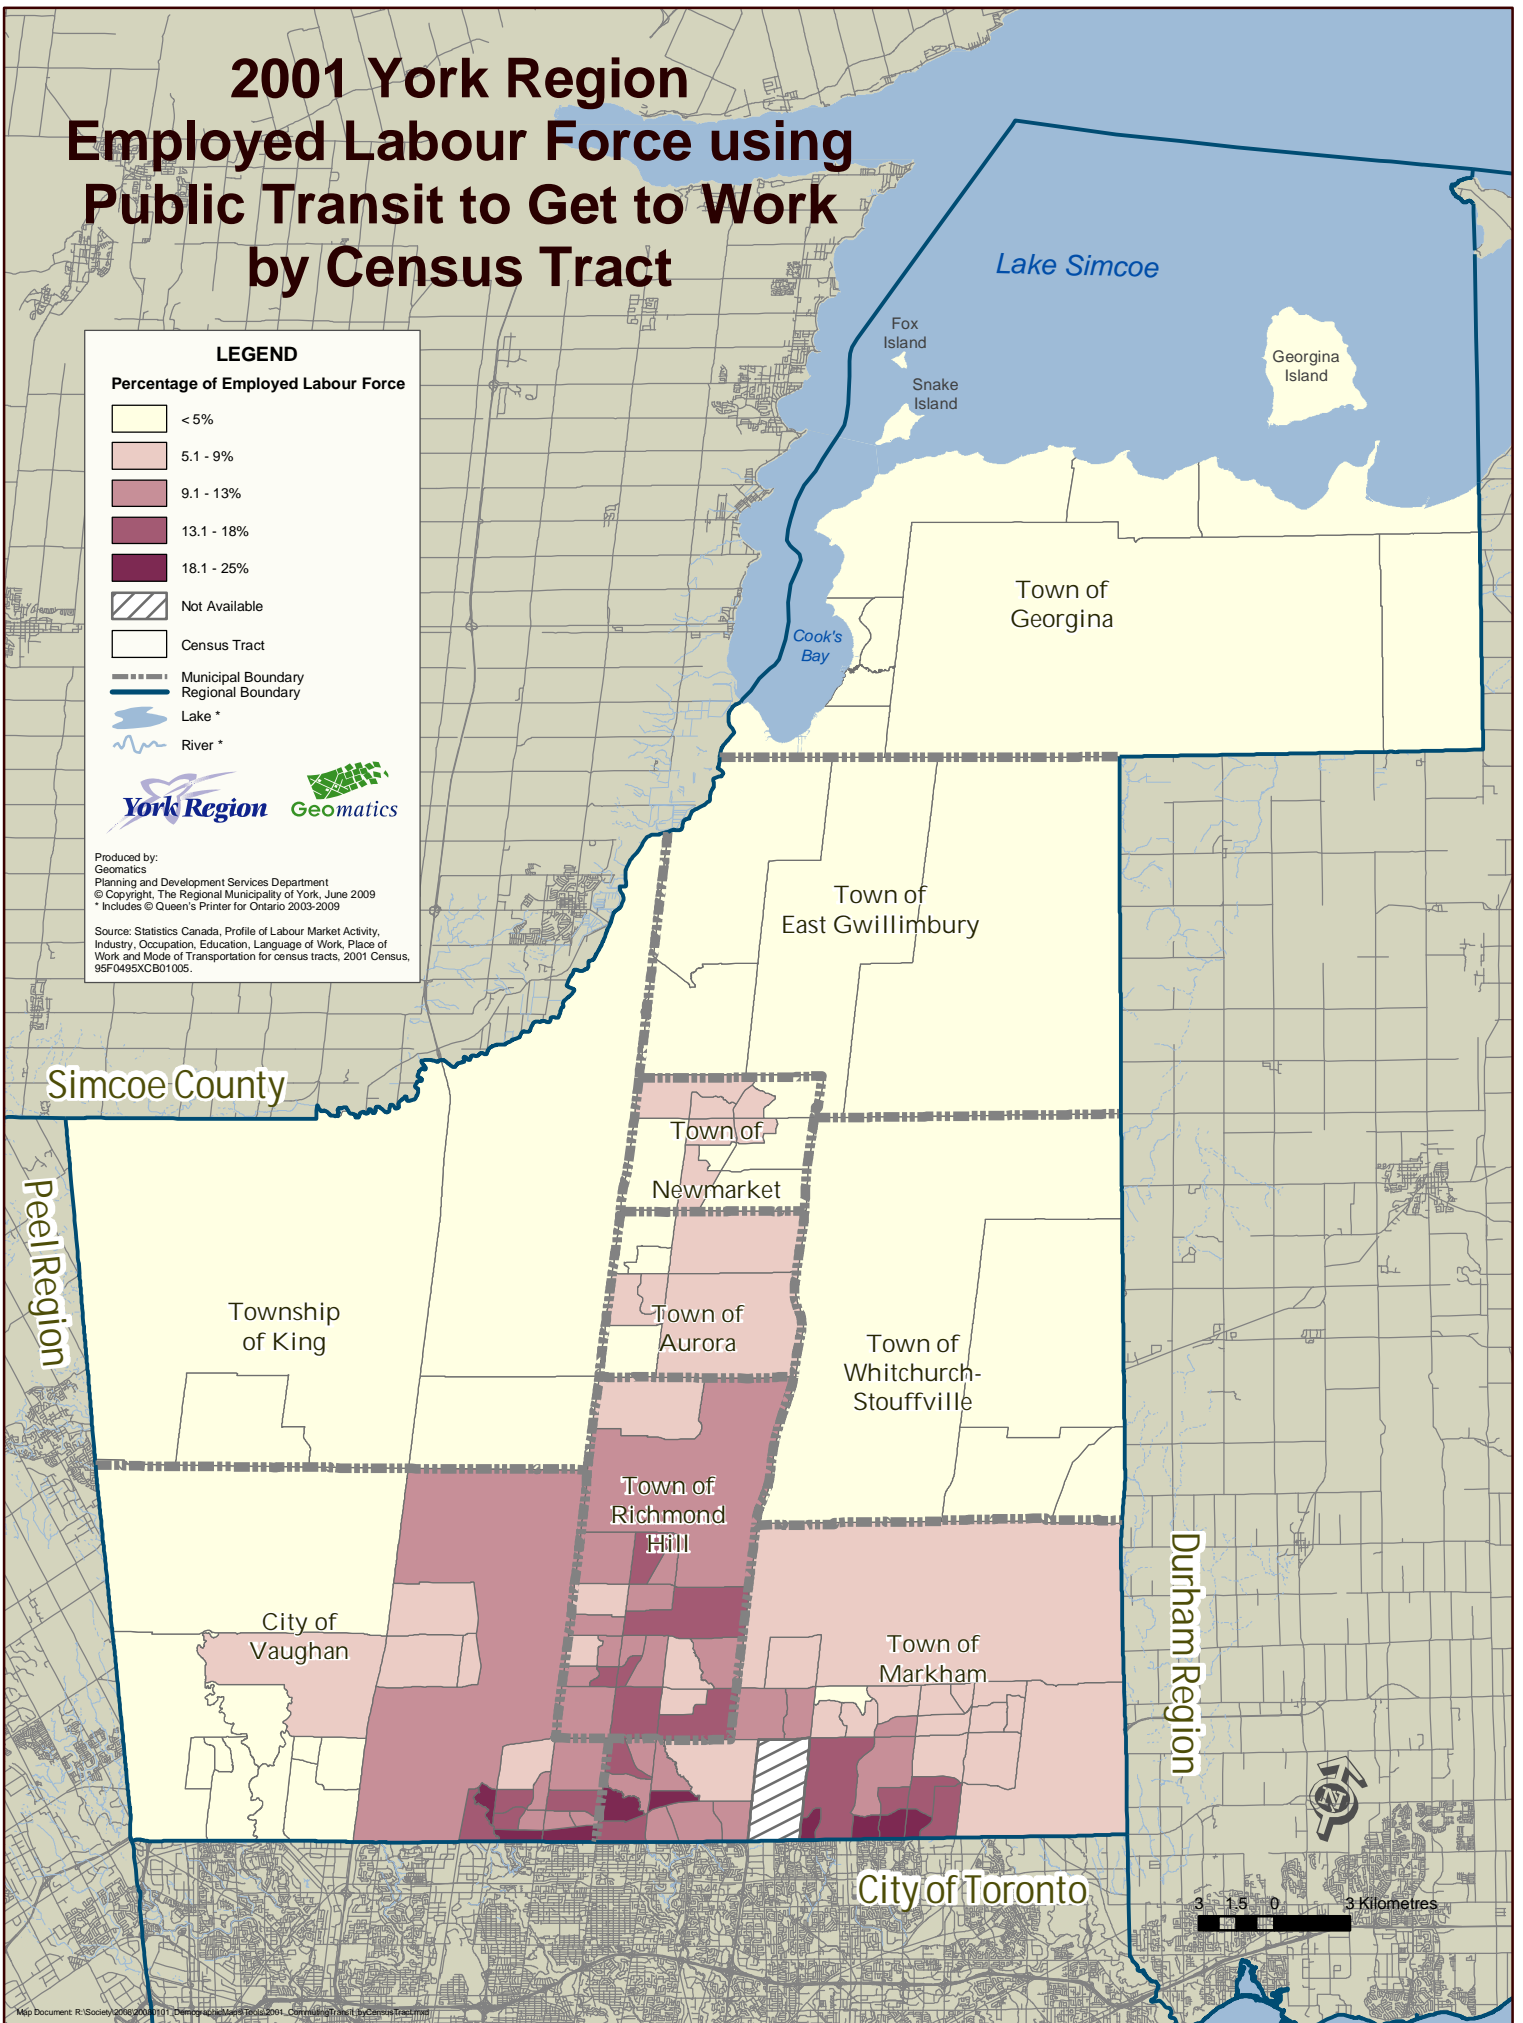 2001 York Region
Employed Labour Force using
Public Transit to Get to Work
by Census Tract
LEGEND
Percentage of Employed Labour Force
< 5%
5.1 - 9%
9.1 - 13%
13.1 - 18%
18.1 - 25%
Not Available
Census Tract
Municipal Boundary
Regional Boundary
Lake *
River *
York Region
Geomatics
Produced by:
Geomatics
Planning and Development Services Department
© Copyright, The Regional Municipality of York, June 2009
* Includes © Queen's Printer for Ontario 2003-2009
Source: Statistics Canada, Profile of Labour Market Activity,
Industry, Occupation, Education, Language of Work, Place of
Work and Mode of Transportation for census tracts, 2001 Census,
95F0495XCB01005.
Lake Simcoe
Fox
Island
Snake
Island
Georgina
Island
Cook's
Bay
Town of
Georgina
Town of
East Gwillimbury
Simcoe County
Peel Region
Town of
Newmarket
Township
of King
Town of
Aurora
Town of
Whitchurch-
Stouffville
Town of
Richmond
Hill
City of
Vaughan
Town of
Markham
Durham Region
N
City of Toronto
3 1.5 0 3 Kilometres
Map Document: R:\Society\2008\20080101_DemographicMaps\Tools\2001_CommutingTransit_byCensusTract.mxd